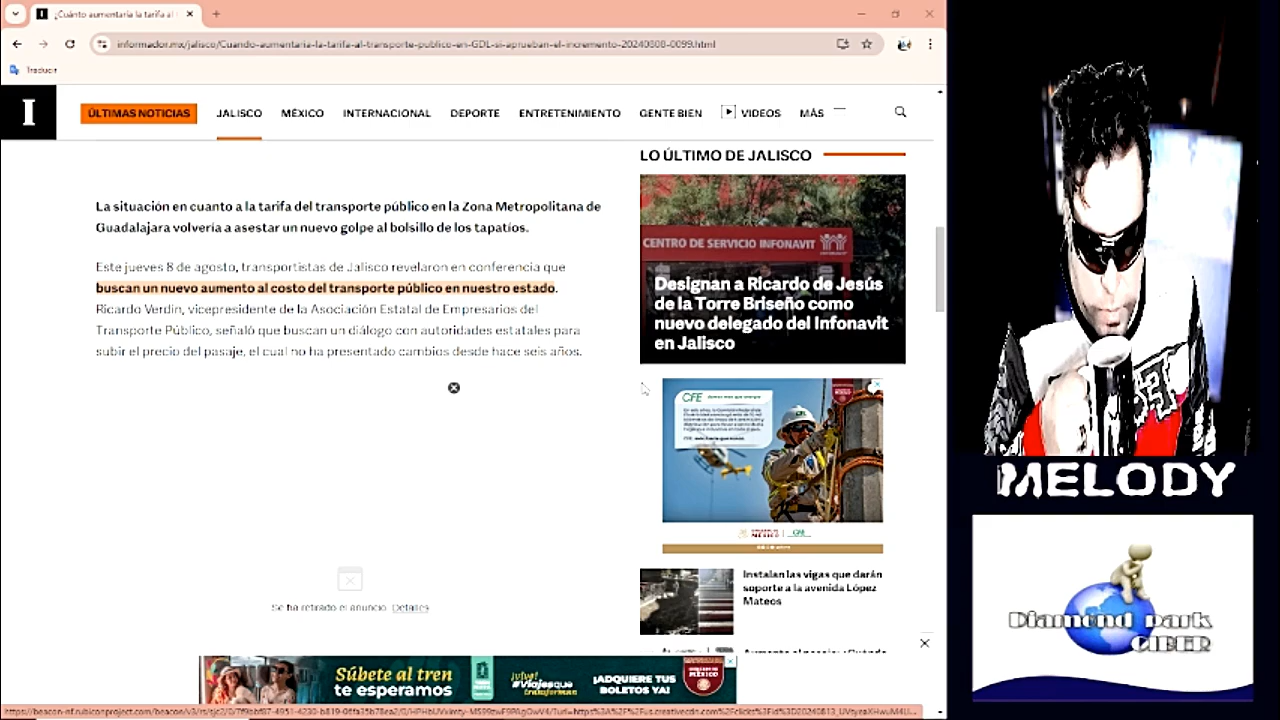 ¿Cuánto aumentaría la tarifa al
informador.mx/jalisco/Cuando-aumentaria-la-tarifa-al-transporte-publico-en-GDL-si-aprueban-el-incremento-20240808-0099.html
Traducir
I
ÚLTIMAS NOTICIAS JALISCO MÉXICO INTERNACIONAL DEPORTE ENTRETENIMIENTO GENTE BIEN VIDEOS MÁS
La situación en cuanto a la tarifa del transporte público en la Zona Metropolitana de
Guadalajara volvería a asestar un nuevo golpe al bolsillo de los tapatíos.
Este jueves 8 de agosto, transportistas de Jalisco revelaron en conferencia que
buscan un nuevo aumento al costo del transporte público en nuestro estado.
Ricardo Verdín, vicepresidente de la Asociación Estatal de Empresarios del
Transporte Público, señaló que buscan un diálogo con autoridades estatales para
subir el precio del pasaje, el cual no ha presentado cambios desde hace seis años.
Se ha retirado el anuncio. Detalles
LO ÚLTIMO DE JALISCO
CENTRO DE SERVICIO INFONAVIT
Designan a Ricardo de Jesús
de la Torre Briseño como
nuevo delegado del Infonavit
en Jalisco
CFE
CFE
Instalan las vigas que darán
soporte a la avenida López
Mateos
Súbete al tren
te esperamos
#Viajesque
transforman
¡ADQUIERE TUS
BOLETOS YA!
MELODY
Diamond park
CIBER